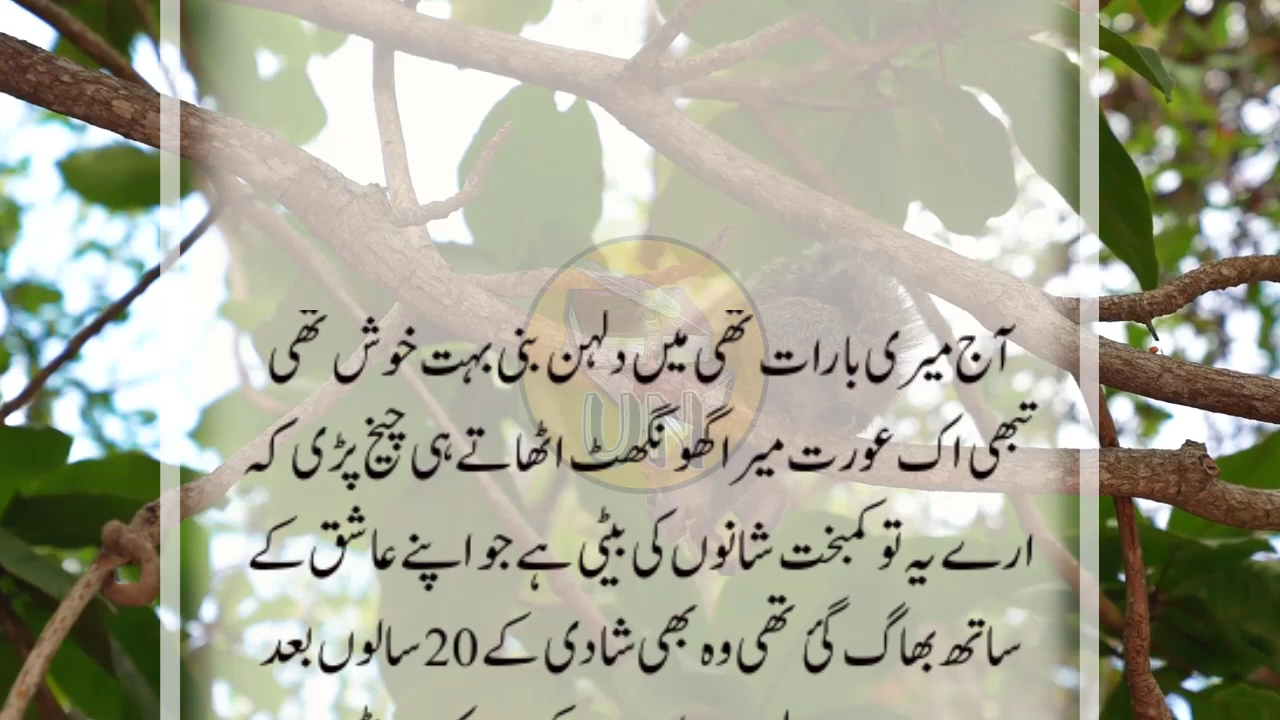 آج میری بارات تھی میں دلہن بنی بہت خوش تھی
تبھی اک عورت میرا گھونگھٹ اٹھاتے ہی چیخ پڑی کہ
ارے یہ تو کمبخت شانوں کی بیٹی ہے جو اپنے عاشق کے
ساتھ بھاگ گئ تھی وہ بھی شادی کے 20 سالوں بعد
UN